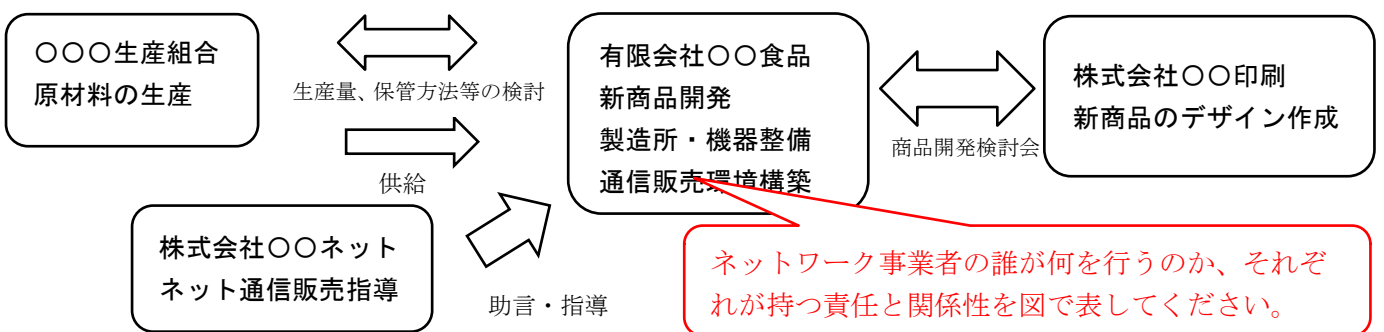 〇〇〇生産組合
原材料の生産
生産量、保管方法等の検討
供給
有限会社〇〇食品
新商品開発
製造所・機器整備
通信販売環境構築
商品開発検討会
株式会社〇〇印刷
新商品のデザイン作成
株式会社〇〇ネット
ネット通信販売指導
助言・指導
ネットワーク事業者の誰が何を行うのか、それぞ
れが持つ責任と関係性を図で表してください。